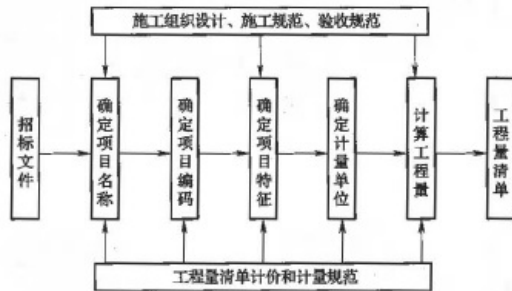 施工组织设计、施工规范、验收规范
招标文件
确定项目名称
确定项目编码
确定项目特征
确定计量单位
计算工程量
工程量清单
工程量清单计价和计量规范